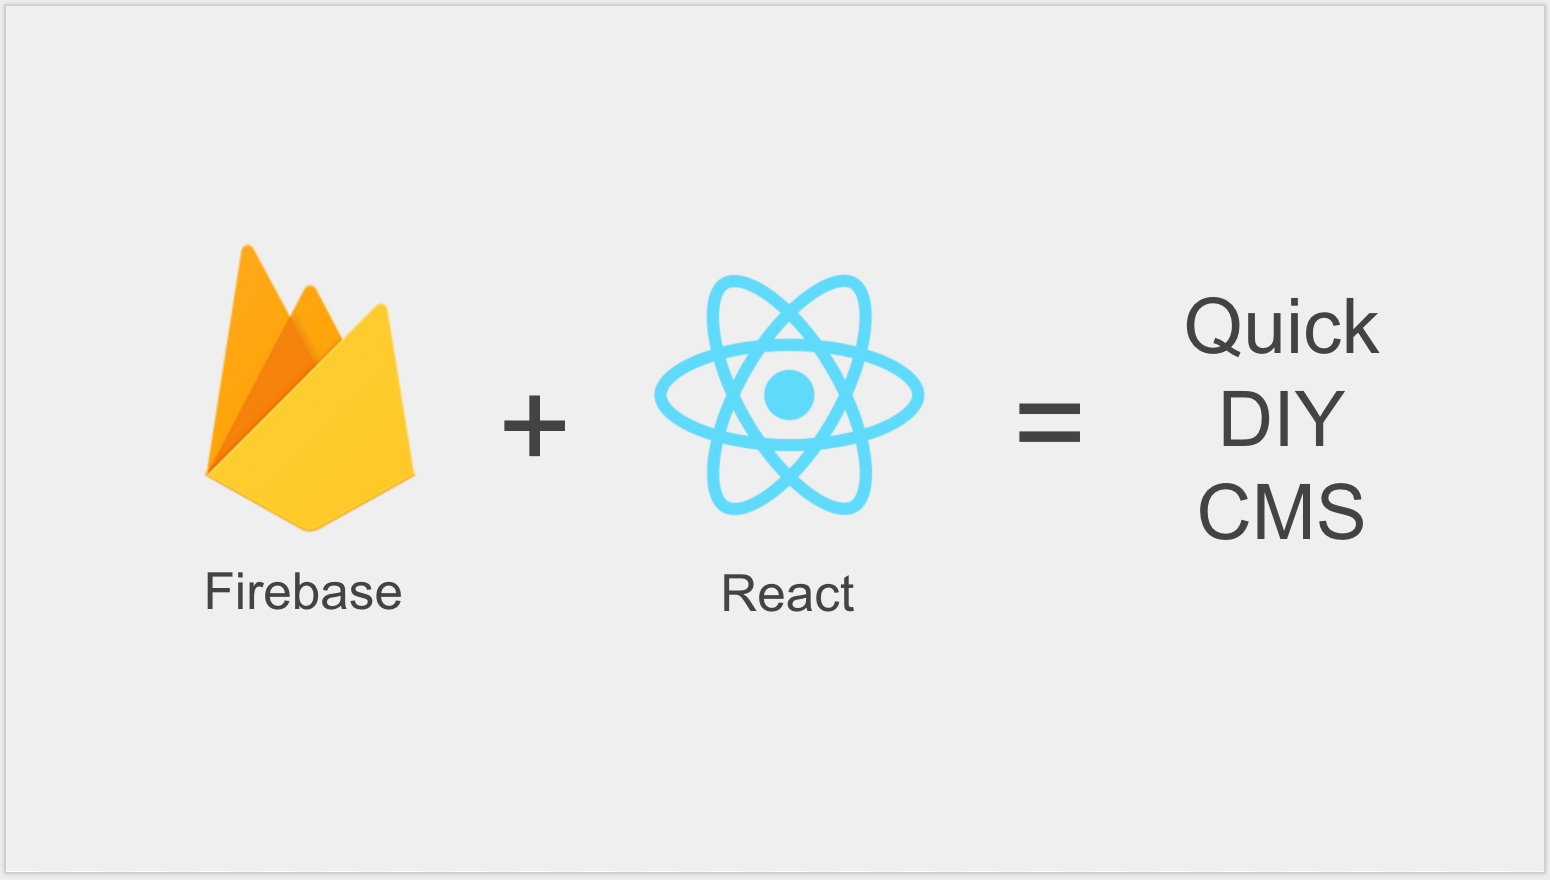 Firebase
+
React
=
Quick
DIY
CMS